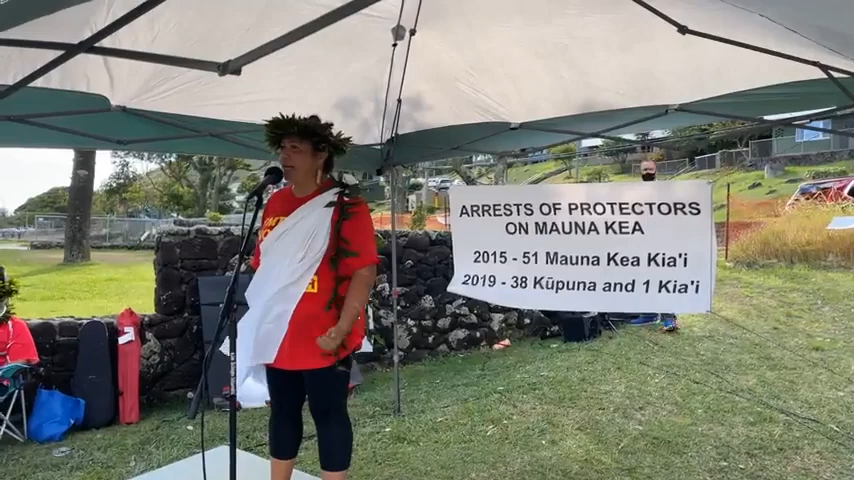 ARRESTS OF PROTECTORS
ON MAUNA KEA
2015 - 51 Mauna Kea Kia'i
2019 - 38 Kūpuna and 1 Kia'i